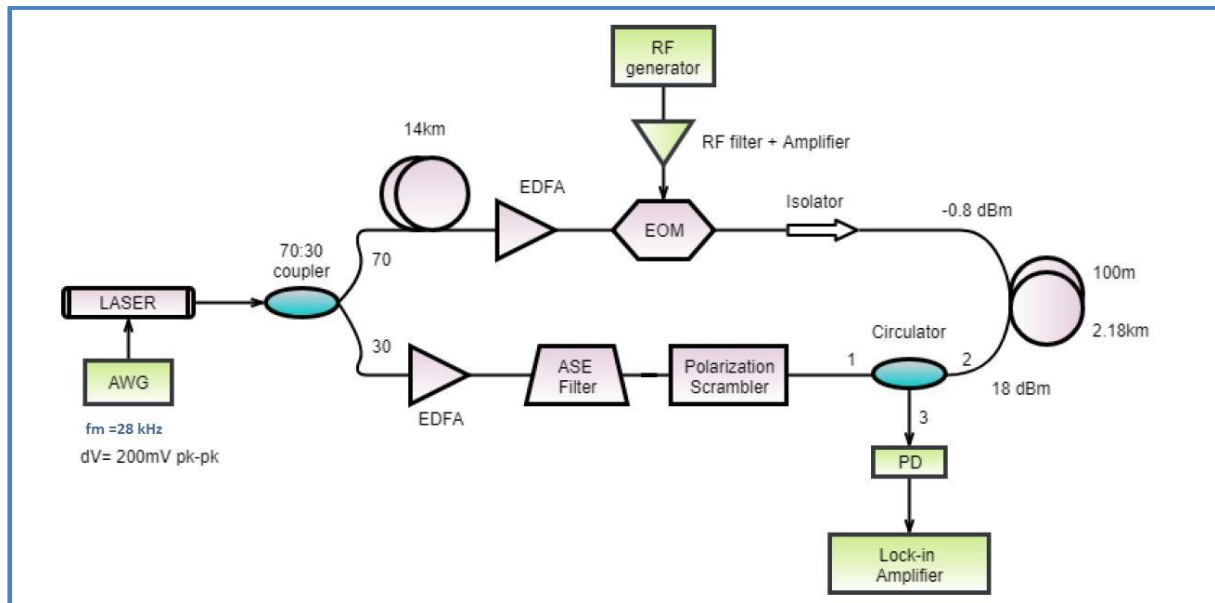 RF
generator
14km
RF filter + Amplifier
EDFA
Isolator
-0.8 dBm
EOM
70:30
coupler
70
100m
LASER
2.18km
Circulator
30
1
2
AWG
ASE
Filter
Polarization
Scrambler
18 dBm
EDFA
3
fm =28 kHz
dV= 200mV pk-pk
PD
Lock-in
Amplifier